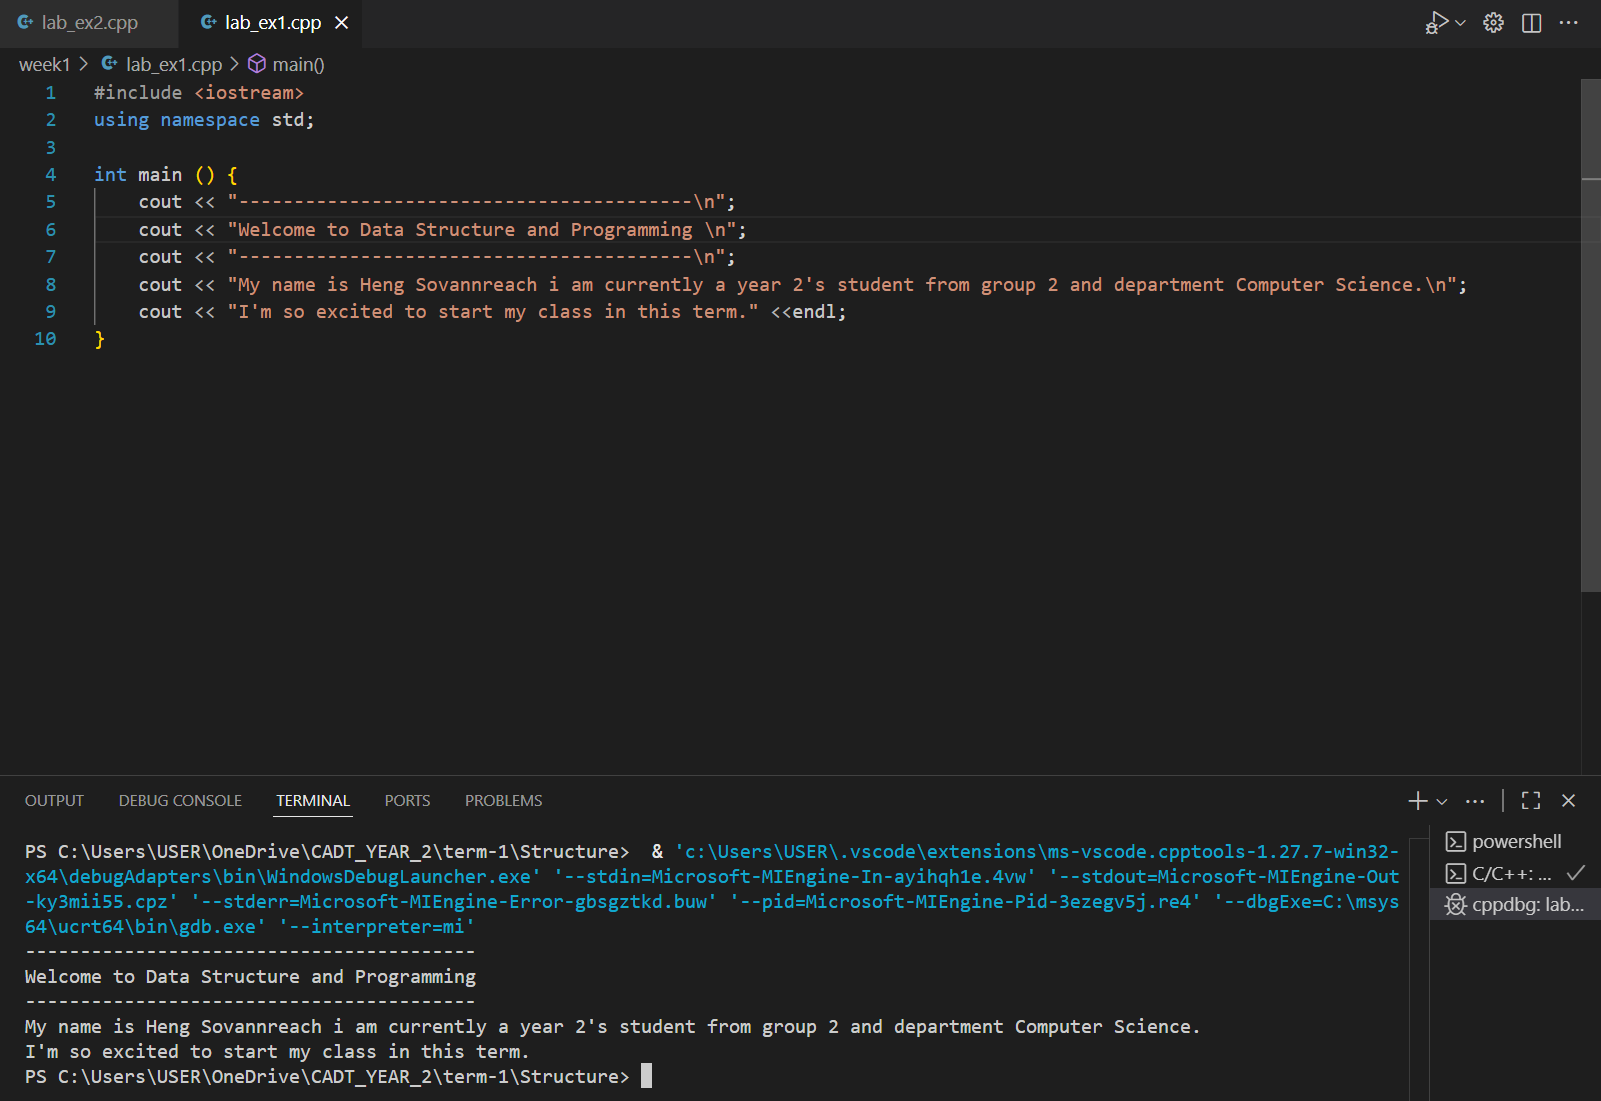 lab_ex2.cpp lab_ex1.cpp
week1 > lab_ex1.cpp > main()
1 #include <iostream>
2 using namespace std;
3
4 int main () {
5     cout << "-----------------------------------------\n";
6     cout << "Welcome to Data Structure and Programming \n";
7     cout << "-----------------------------------------\n";
8     cout << "My name is Heng Sovannreach i am currently a year 2's student from group 2 and department Computer Science.\n";
9     cout << "I'm so excited to start my class in this term." <<endl;
10 }
OUTPUT DEBUG CONSOLE TERMINAL PORTS PROBLEMS
PS C:\Users\USER\OneDrive\CADT_YEAR_2\term-1\Structure>  & 'c:\Users\USER\.vscode\extensions\ms-vscode.cpptools-1.27.7-win32-
x64\debugAdapters\bin\WindowsDebugLauncher.exe' '--stdin=Microsoft-MIEngine-In-ayihqh1e.4vw' '--stdout=Microsoft-MIEngine-Out
-ky3mii55.cpz' '--stderr=Microsoft-MIEngine-Error-gbsgztkd.buw' '--pid=Microsoft-MIEngine-Pid-3ezegv5j.re4' '--dbgExe=C:\msys
64\ucrt64\bin\gdb.exe' '--interpreter=mi'
-----------------------------------------
Welcome to Data Structure and Programming
-----------------------------------------
My name is Heng Sovannreach i am currently a year 2's student from group 2 and department Computer Science.
I'm so excited to start my class in this term.
PS C:\Users\USER\OneDrive\CADT_YEAR_2\term-1\Structure>
powershell
C/C++: ...
cppdbg: lab...